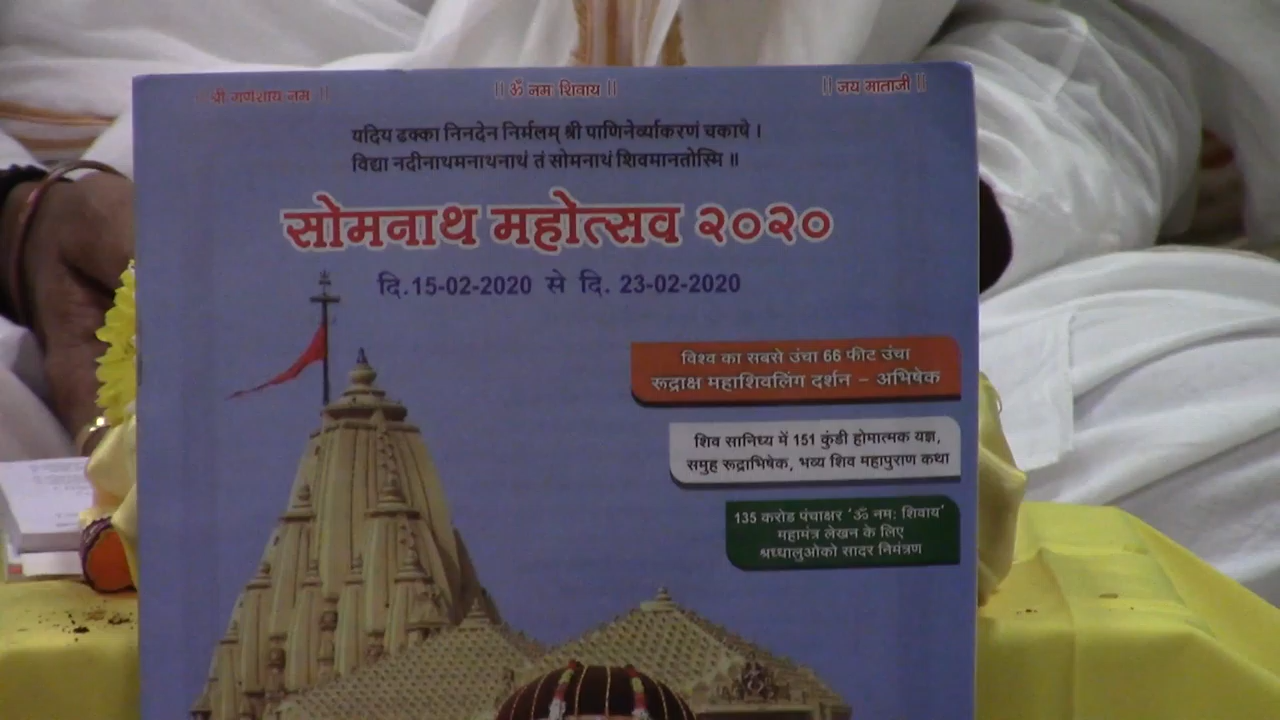 || श्री गणेशाय नम ||
|| ॐ नमः शिवाय ||
|| जय माताजी ||
यदिय ढक्का निनदेन निर्मलम् श्री पाणिनेर्व्याकरणं चकाषे ।
विद्या नदीनाथमनाथनाथं तं सोमनाथं शिवमानतोस्मि ॥
सोमनाथ महोत्सव २०२०
दि.15-02-2020 से दि. 23-02-2020
विश्व का सबसे उंचा 66 फीट उंचा
रूद्राक्ष महाशिवलिंग दर्शन – अभिषेक
शिव सानिध्य में 151 कुंडी होमात्मक यज्ञ,
समुह रूद्राभिषेक, भव्य शिव महापुराण कथा
135 करोड पंचाक्षर 'ॐ नम: शिवाय'
महामंत्र लेखन के लिए
श्रध्धालुओको सादर निमंत्रण